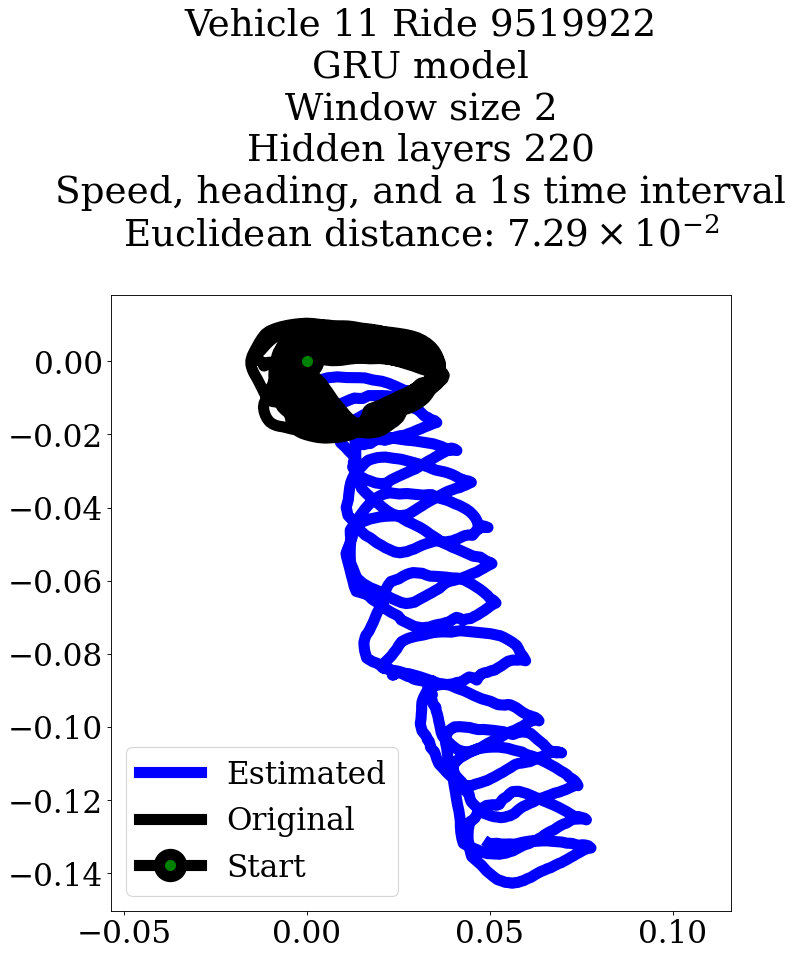 Vehicle 11 Ride 9519922
GRU model
Window size 2
Hidden layers 220
Speed, heading, and a 1s time interval
Euclidean distance: 7.29 × 10⁻²
0.00
−0.02
−0.04
−0.06
−0.08
−0.10
−0.12
−0.14
Estimated
Original
Start
−0.05
0.00
0.05
0.10